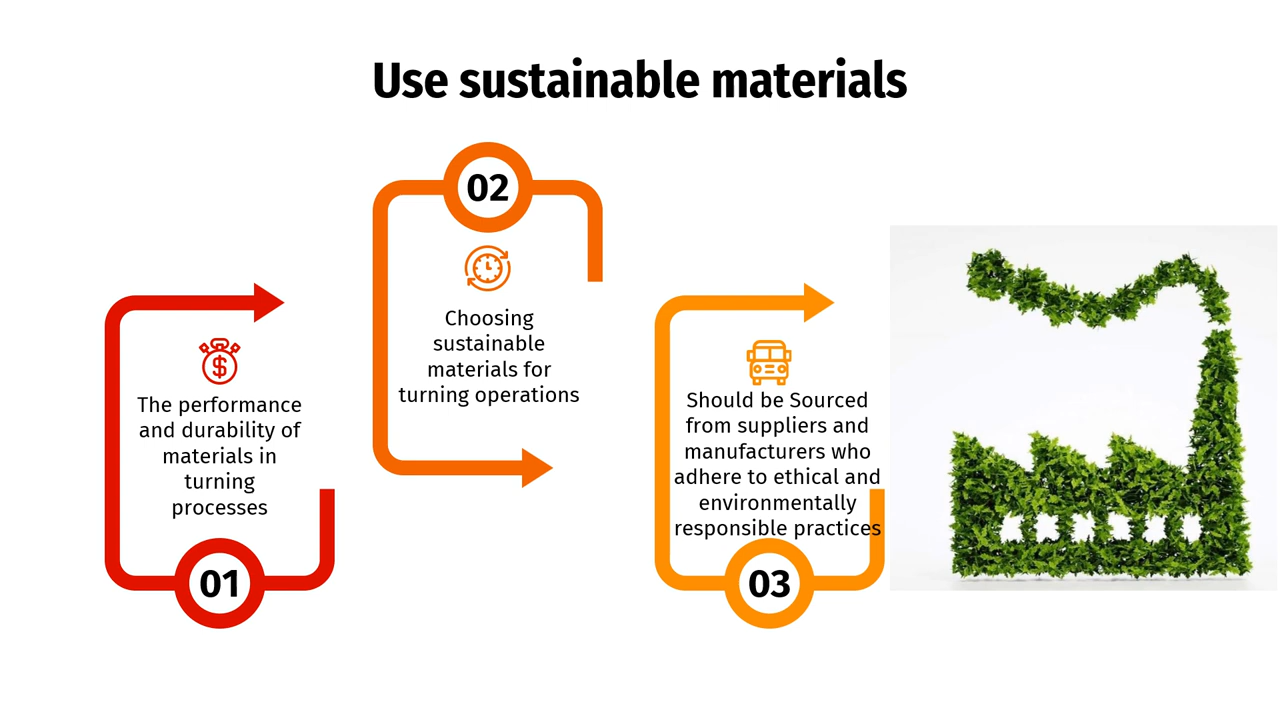 Use sustainable materials
01
The performance
and durability of
materials in
turning
processes
02
Choosing
sustainable
materials for
turning operations
03
Should be Sourced
from suppliers and
manufacturers who
adhere to ethical and
environmentally
responsible practices